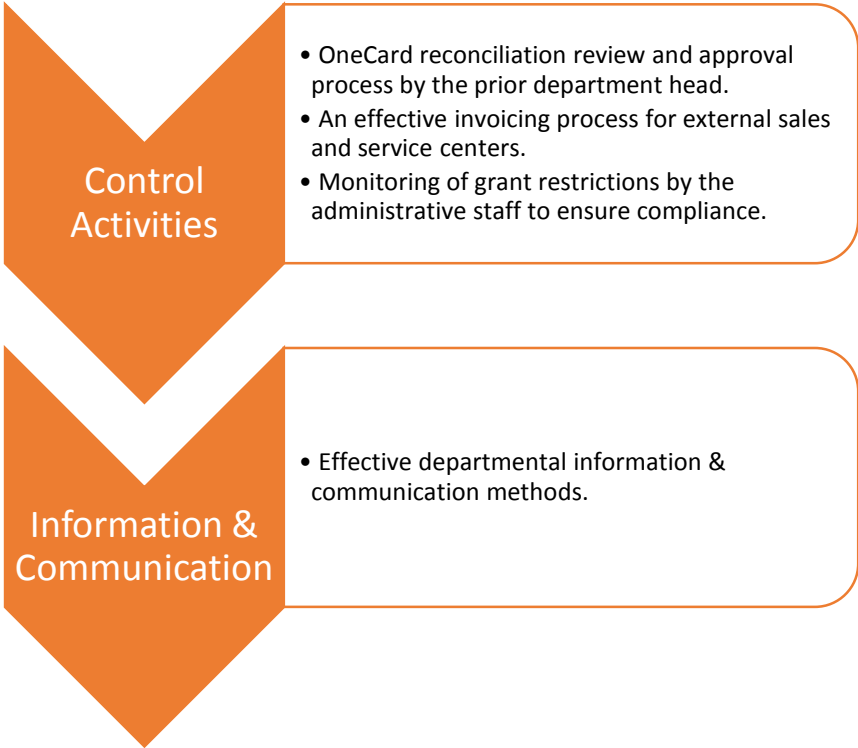 Control
Activities
• OneCard reconciliation review and approval
process by the prior department head.
• An effective invoicing process for external sales
and service centers.
• Monitoring of grant restrictions by the
administrative staff to ensure compliance.
Information &
Communication
• Effective departmental information &
communication methods.